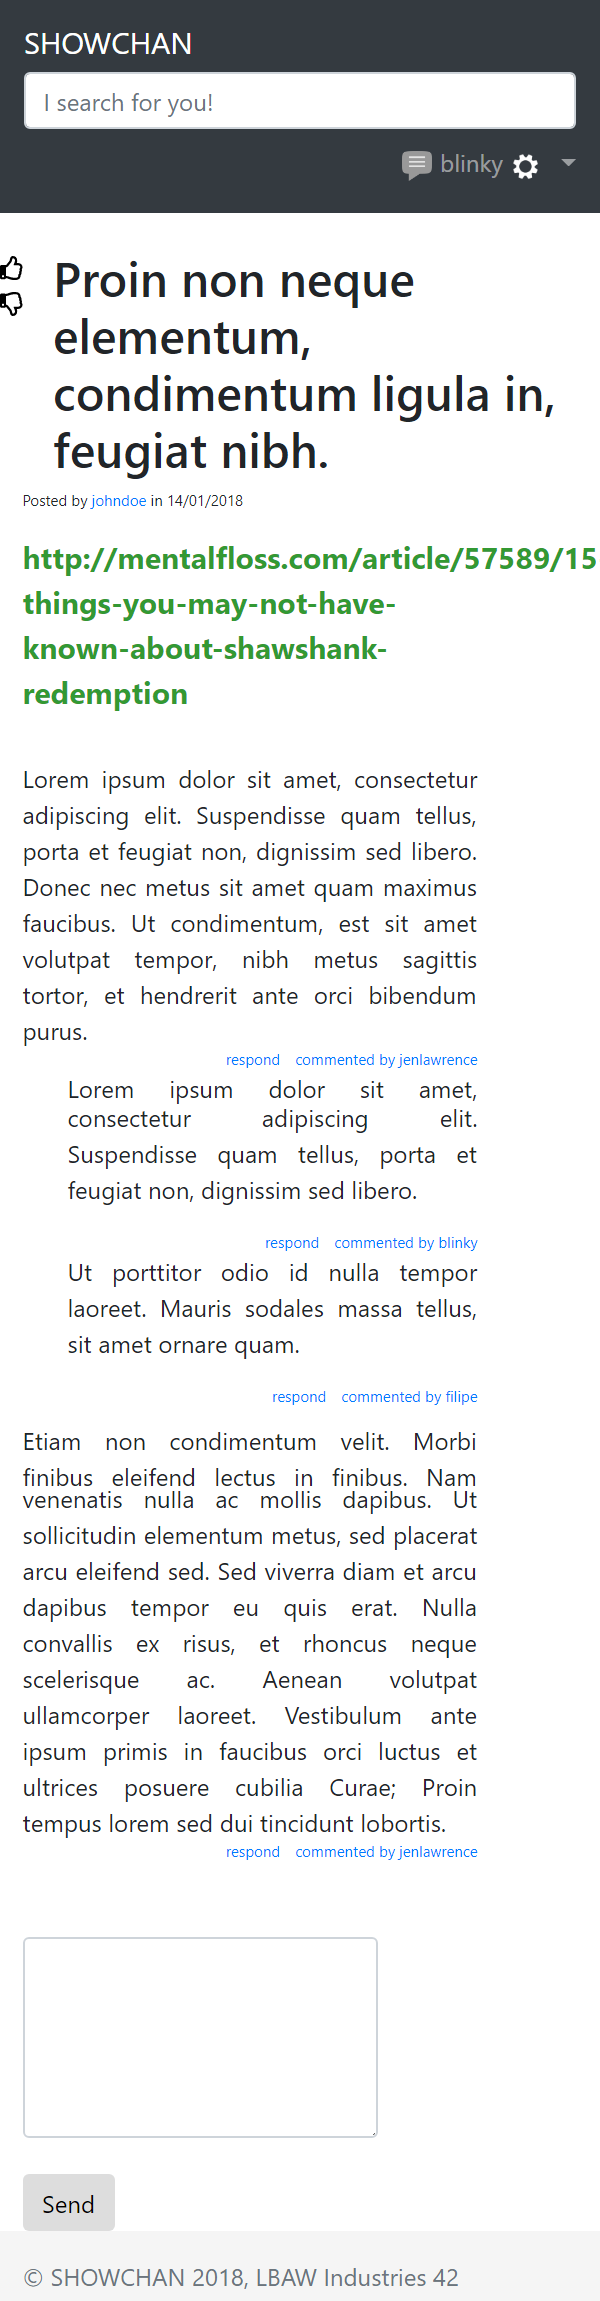 SHOWCHAN
I search for you!
blinky
Proin non neque
elementum,
condimentum ligula in,
feugiat nibh.
Posted by johndoe in 14/01/2018
http://mentalfloss.com/article/57589/15
things-you-may-not-have-
known-about-shawshank-
redemption
Lorem ipsum dolor sit amet, consectetur
adipiscing elit. Suspendisse quam tellus,
porta et feugiat non, dignissim sed libero.
Donec nec metus sit amet quam maximus
faucibus. Ut condimentum, est sit amet
volutpat tempor, nibh metus sagittis
tortor, et hendrerit ante orci bibendum
purus.
respond commented by jenlawrence
Lorem ipsum dolor sit amet,
consectetur adipiscing elit.
Suspendisse quam tellus, porta et
feugiat non, dignissim sed libero.
respond commented by blinky
Ut porttitor odio id nulla tempor
laoreet. Mauris sodales massa tellus,
sit amet ornare quam.
respond commented by filipe
Etiam non condimentum velit. Morbi
finibus eleifend lectus in finibus. Nam
venenatis nulla ac mollis dapibus. Ut
sollicitudin elementum metus, sed placerat
arcu eleifend sed. Sed viverra diam et arcu
dapibus tempor eu quis erat. Nulla
convallis ex risus, et rhoncus neque
scelerisque ac. Aenean volutpat
ullamcorper laoreet. Vestibulum ante
ipsum primis in faucibus orci luctus et
ultrices posuere cubilia Curae; Proin
tempus lorem sed dui tincidunt lobortis.
respond commented by jenlawrence
Send
© SHOWCHAN 2018, LBAW Industries 42